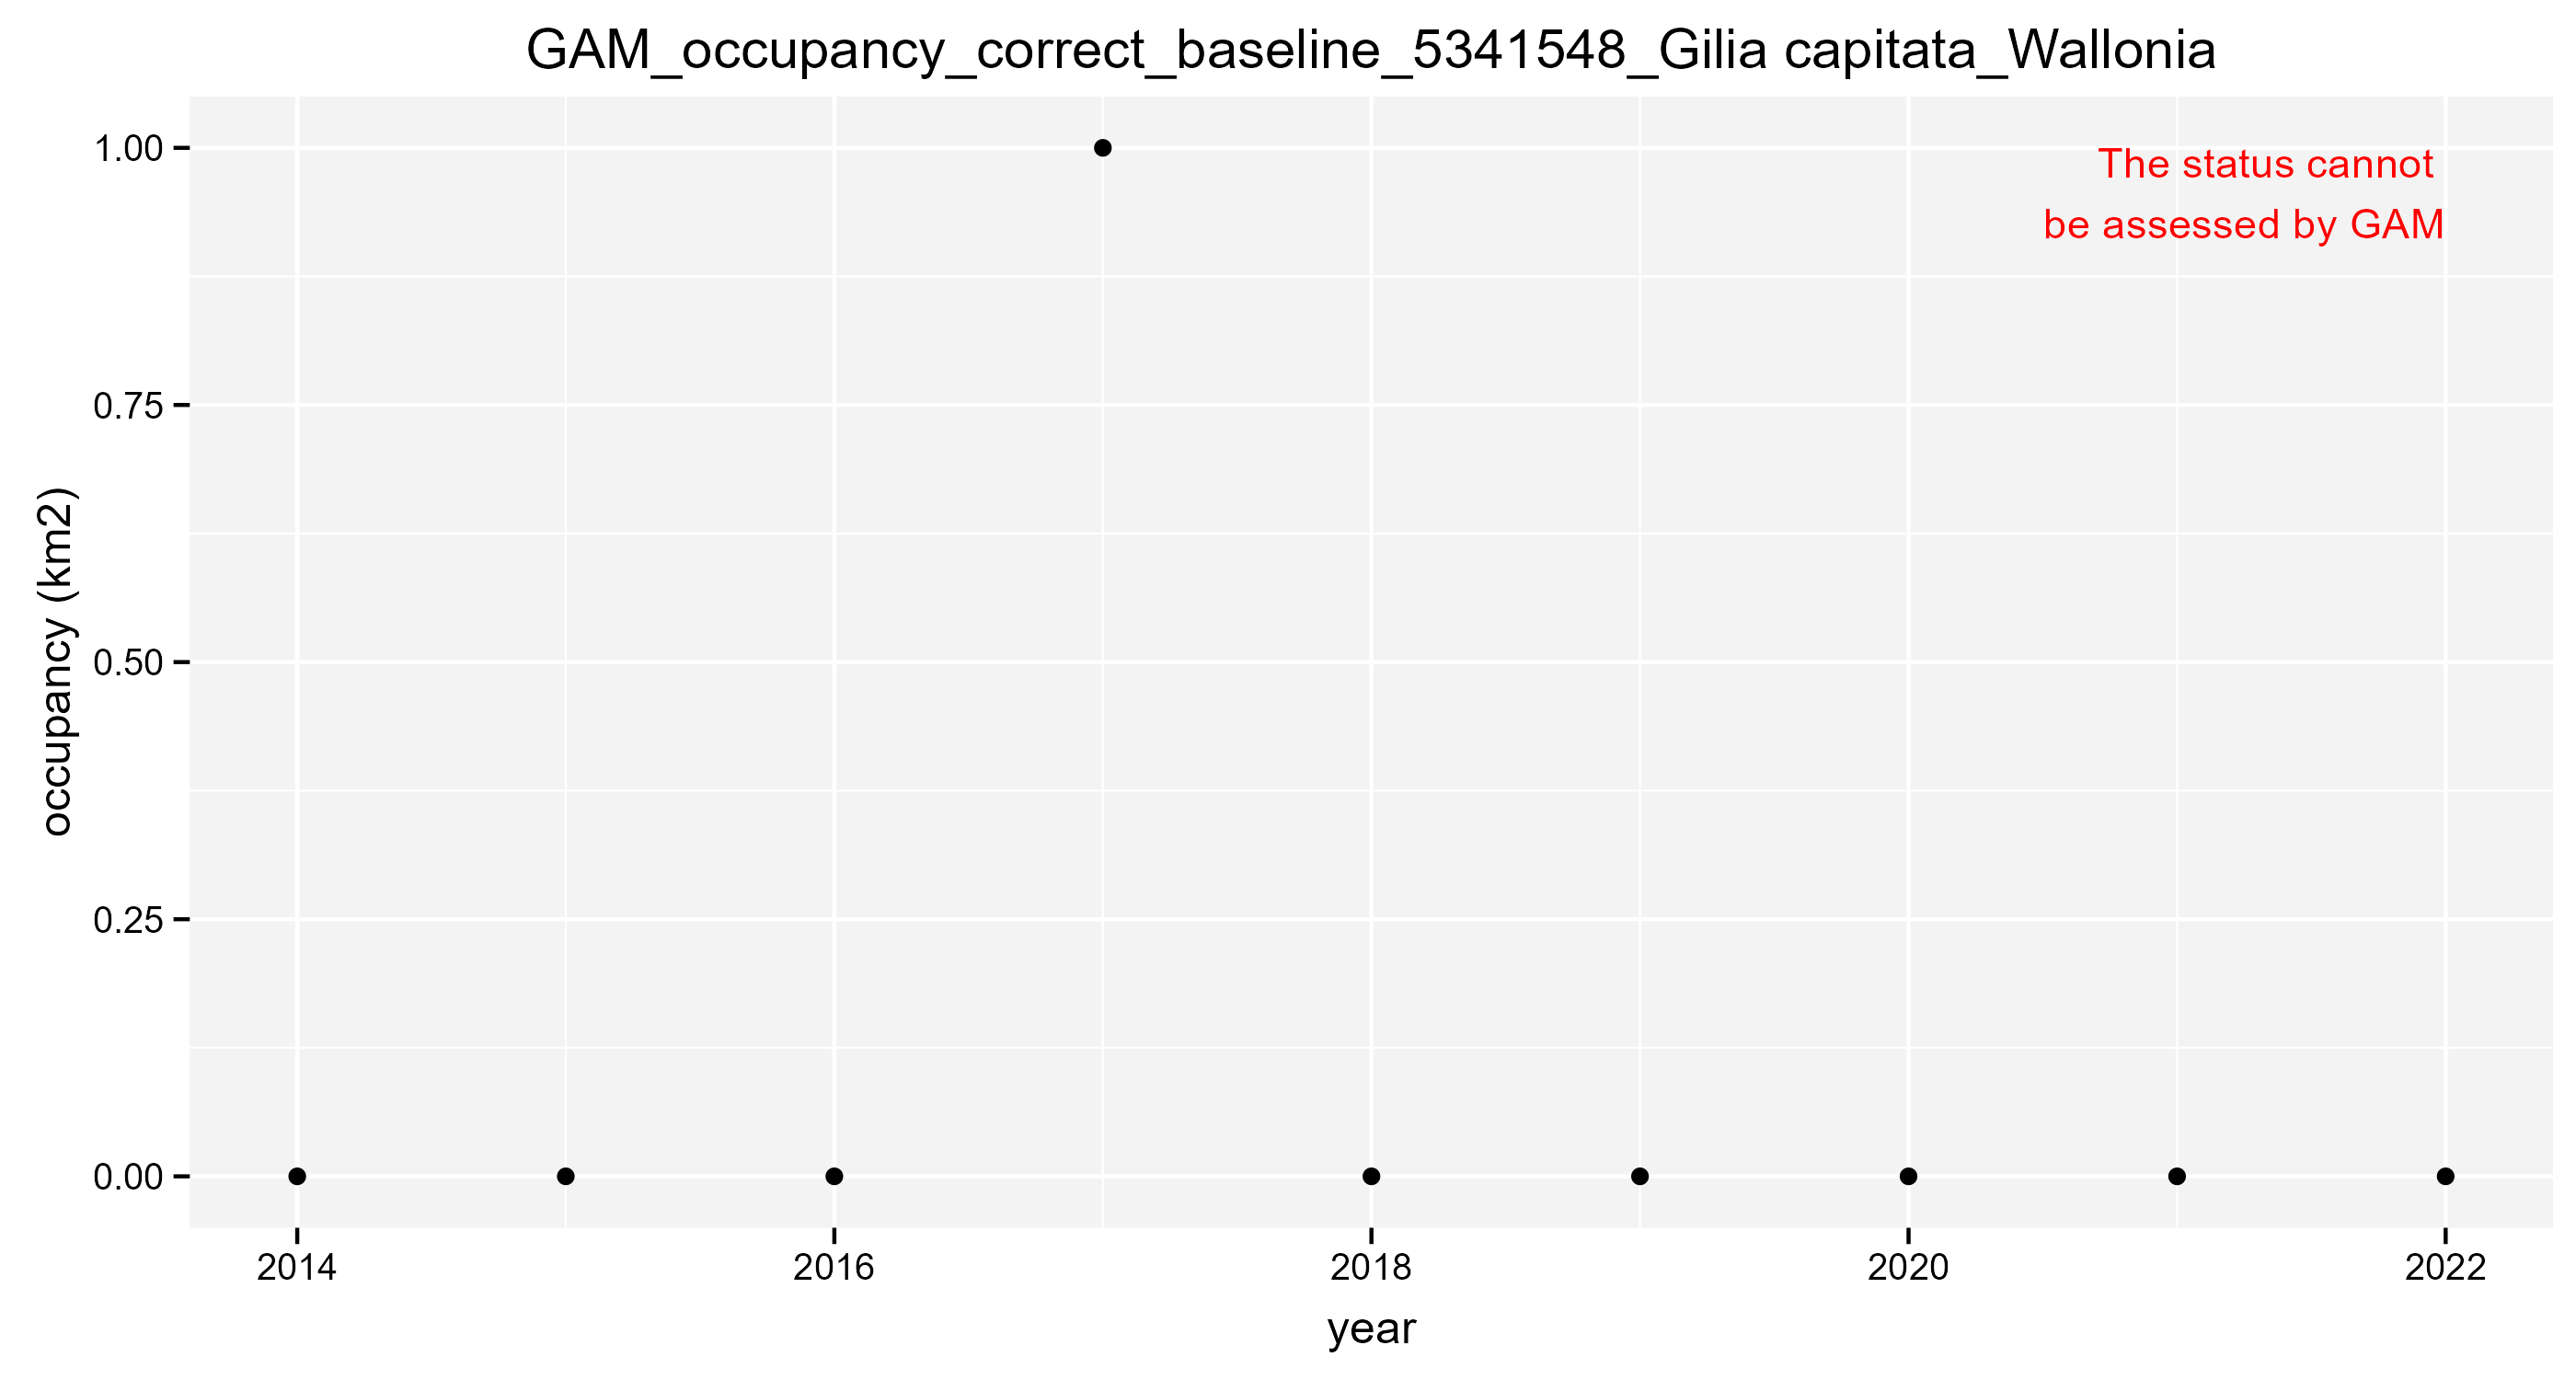 GAM_occupancy_correct_baseline_5341548_Gilia capitata_Wallonia
The status cannot
be assessed by GAM
occupancy (km2)
1.00
0.75
0.50
0.25
0.00
2014 2016 2018 2020 2022
year